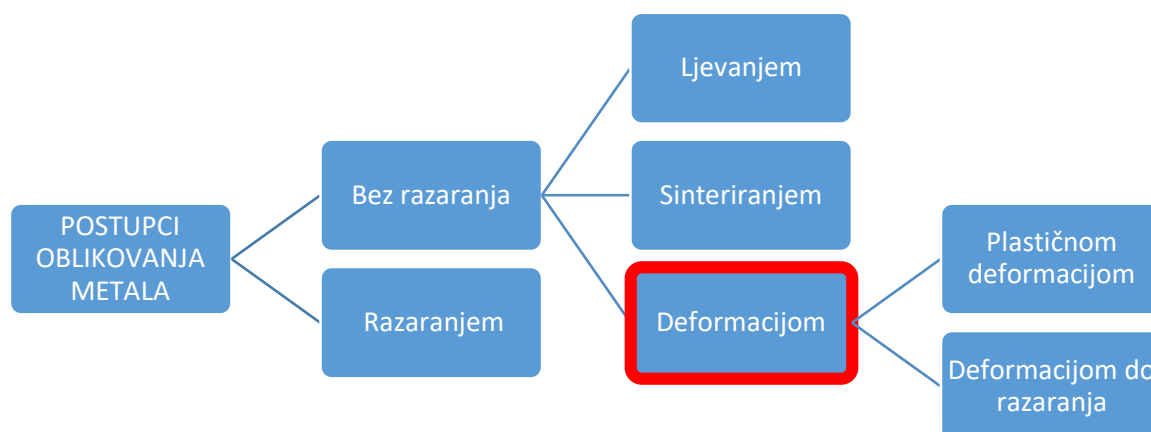 POSTUPCI
OBLIKOVANJA
METALA
Bez razaranja
Razaranjem
Ljevanjem
Sinteriranjem
Deformacijom
Plastičnom
deformacijom
Deformacijom do
razaranja